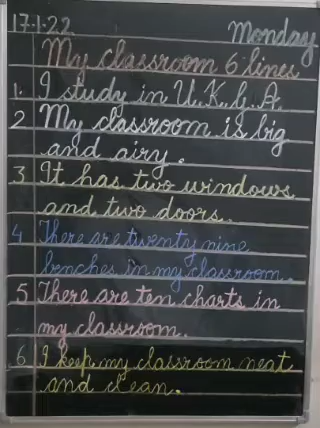 17.1.22 Monday
My classroom 6 lines
1. I study in U.K.G.A.
2 My classroom is big
and airy.
3 It has two windows
and two doors.
4 There are twenty nine
benches in my classroom.
5 There are ten charts in
my classroom.
6 I keep my classroom neat
and clean.